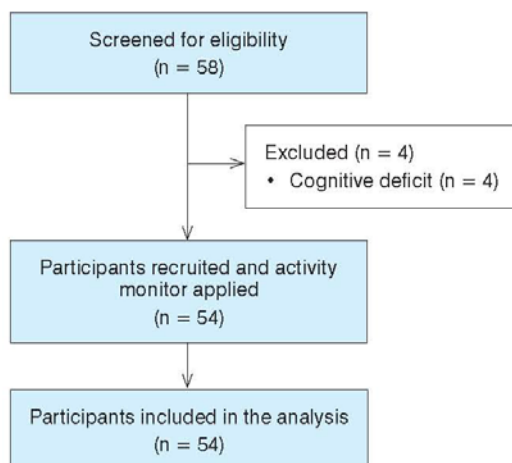 Screened for eligibility
(n = 58)
Excluded (n = 4)
• Cognitive deficit (n = 4)
Participants recruited and activity
monitor applied
(n = 54)
Participants included in the analysis
(n = 54)